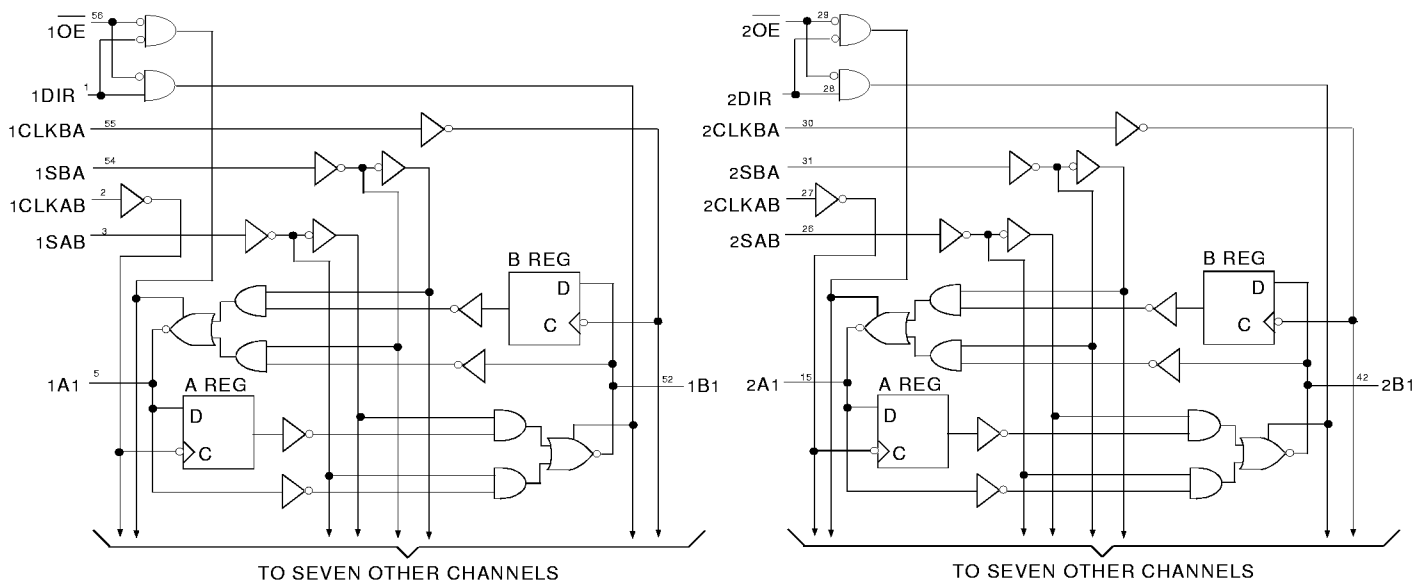 56
1OE
1
1DIR
55
1CLKBA
54
1SBA
2
1CLKAB
3
1SAB
B REG
D
C
5
1A1
A REG
D
C
52
1B1
TO SEVEN OTHER CHANNELS
29
2OE
28
2DIR
30
2CLKBA
31
2SBA
27
2CLKAB
26
2SAB
B REG
D
C
15
2A1
A REG
D
C
42
2B1
TO SEVEN OTHER CHANNELS